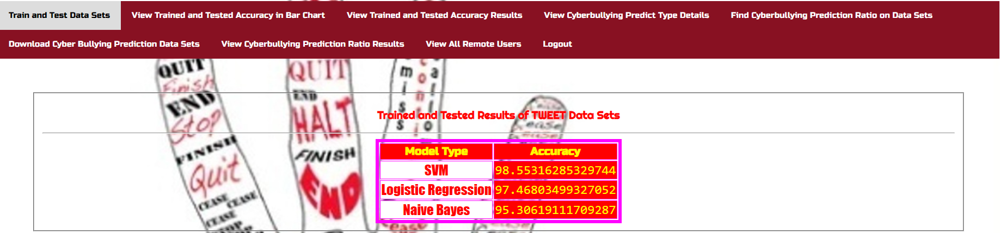 Train and Test Data Sets View Trained and Tested Accuracy in Bar Chart View Trained and Tested Accuracy Results View Cyberbullying Predict Type Details Find Cyberbullying Prediction Ratio on Data Sets
Download Cyber Bullying Prediction Data Sets View Cyberbullying Prediction Ratio Results View All Remote Users Logout
QUIT
Finish
END
Stop
FINISH
Quit
CEASE CEASE
CEASE
QUIT
END
HALT
FINISH
END
Trained and Tested Results of TWEET Data Sets
Model Type Accuracy
SVM 98.55316285329744
Logistic Regression 97.46803499327052
Naive Bayes 95.30619111709287